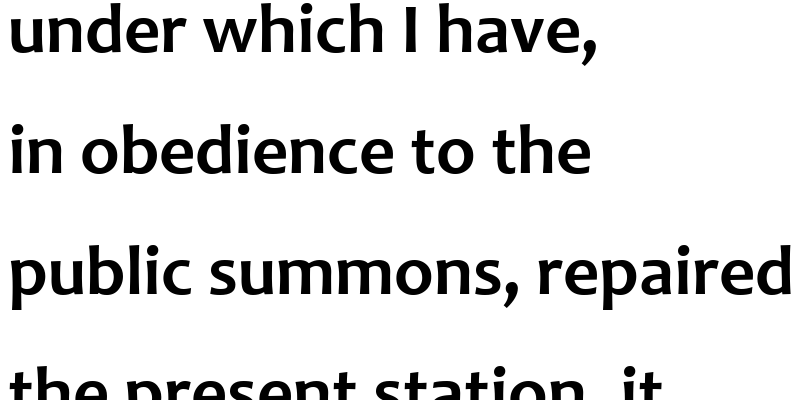 under which I have,
in obedience to the
public summons, repaired
the present station, it